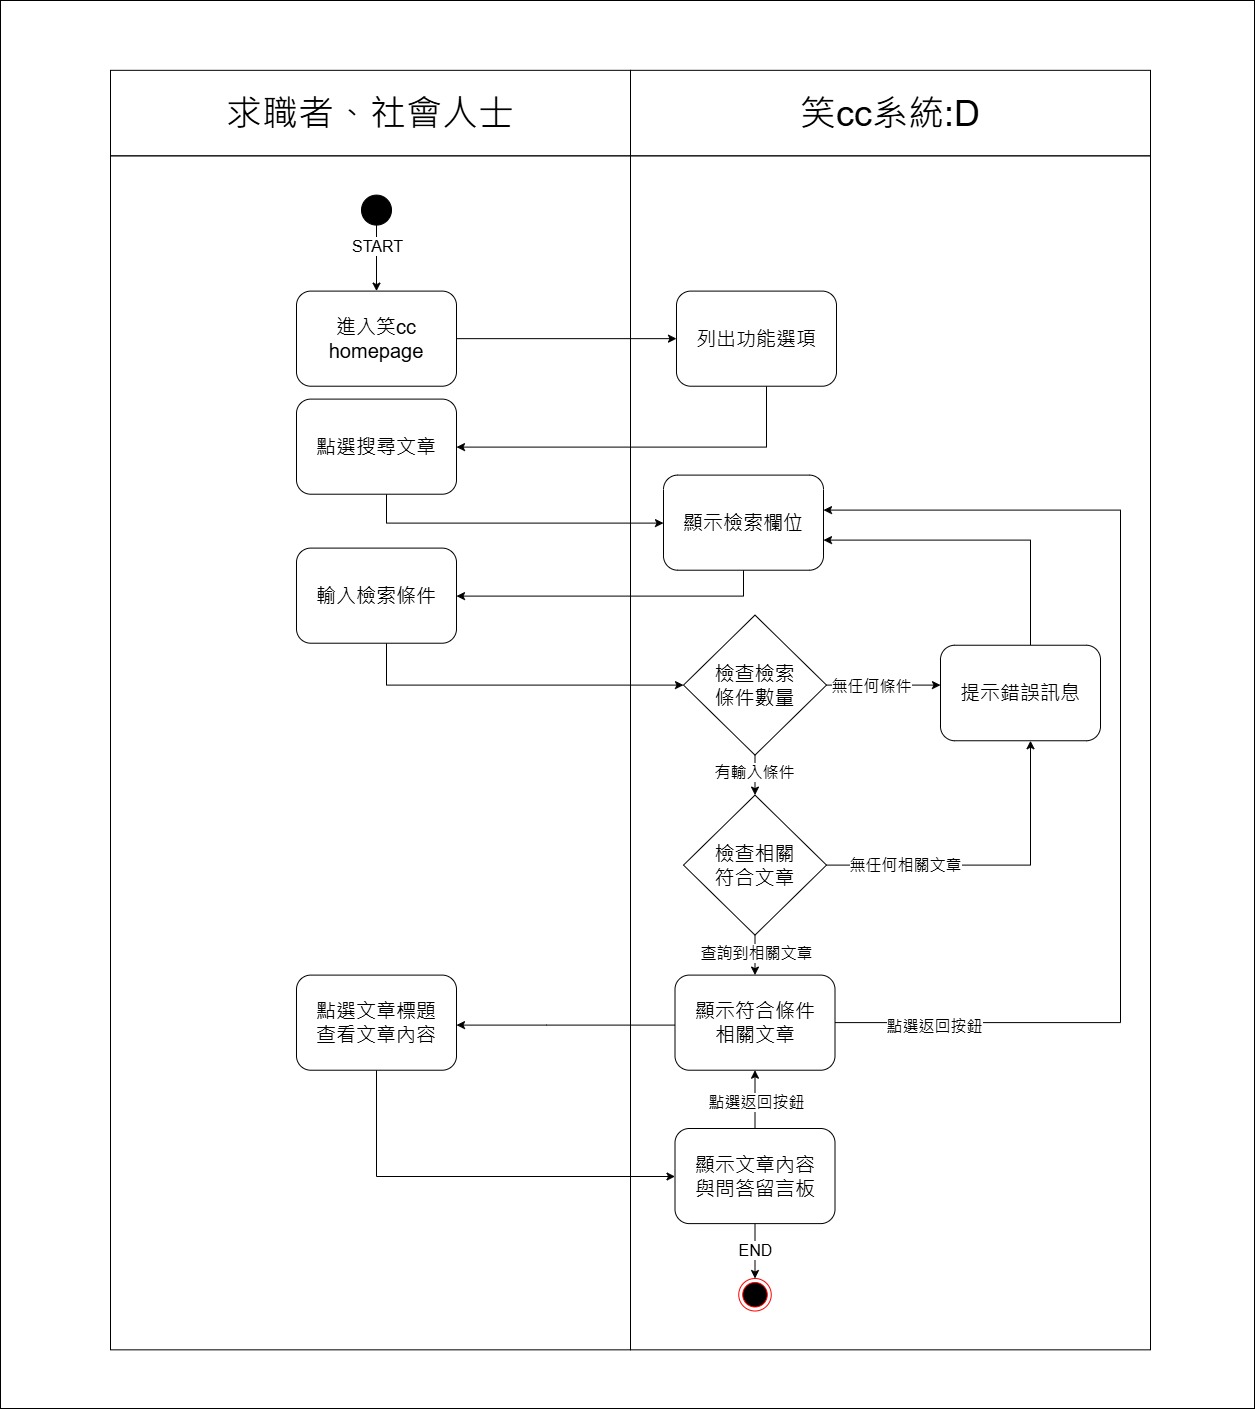 求職者、社會人士
笑cc系統:D
START
進入笑cc
homepage
列出功能選項
點選搜尋文章
顯示檢索欄位
輸入檢索條件
檢查檢索
條件數量
無任何條件
提示錯誤訊息
有輸入條件
檢查相關
符合文章
無任何相關文章
查詢到相關文章
點選文章標題
查看文章內容
顯示符合條件
相關文章
點選返回按鈕
點選返回按鈕
顯示文章內容
與問答留言板
END